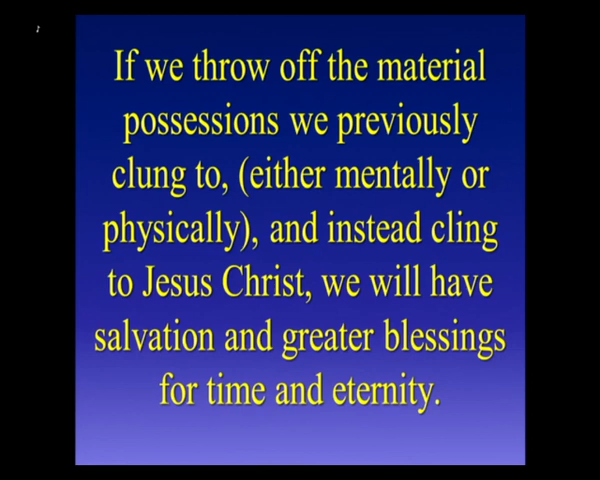 If we throw off the material
possessions we previously
clung to, (either mentally or
physically), and instead cling
to Jesus Christ, we will have
salvation and greater blessings
for time and eternity.